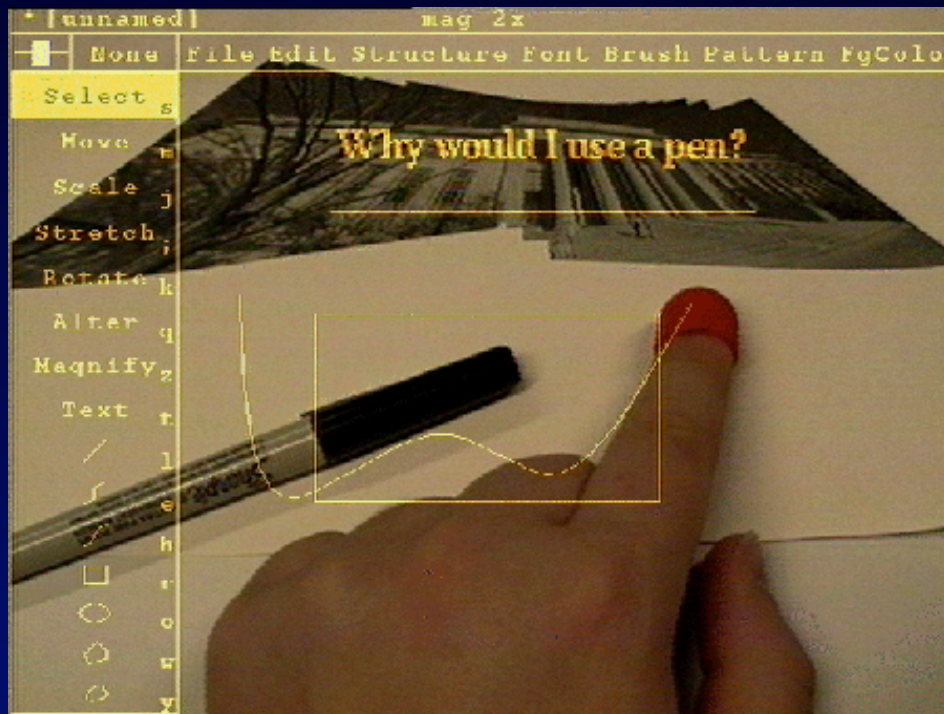 * [unnamed] mag 2x
None File Edit Structure Font Brush Pattern FgColo
Select s
Move m
Scale j
Stretch ;
Rotate k
Alter q
Magnify z
Text t
l
e
h
r
o
w
y
Why would I use a pen?